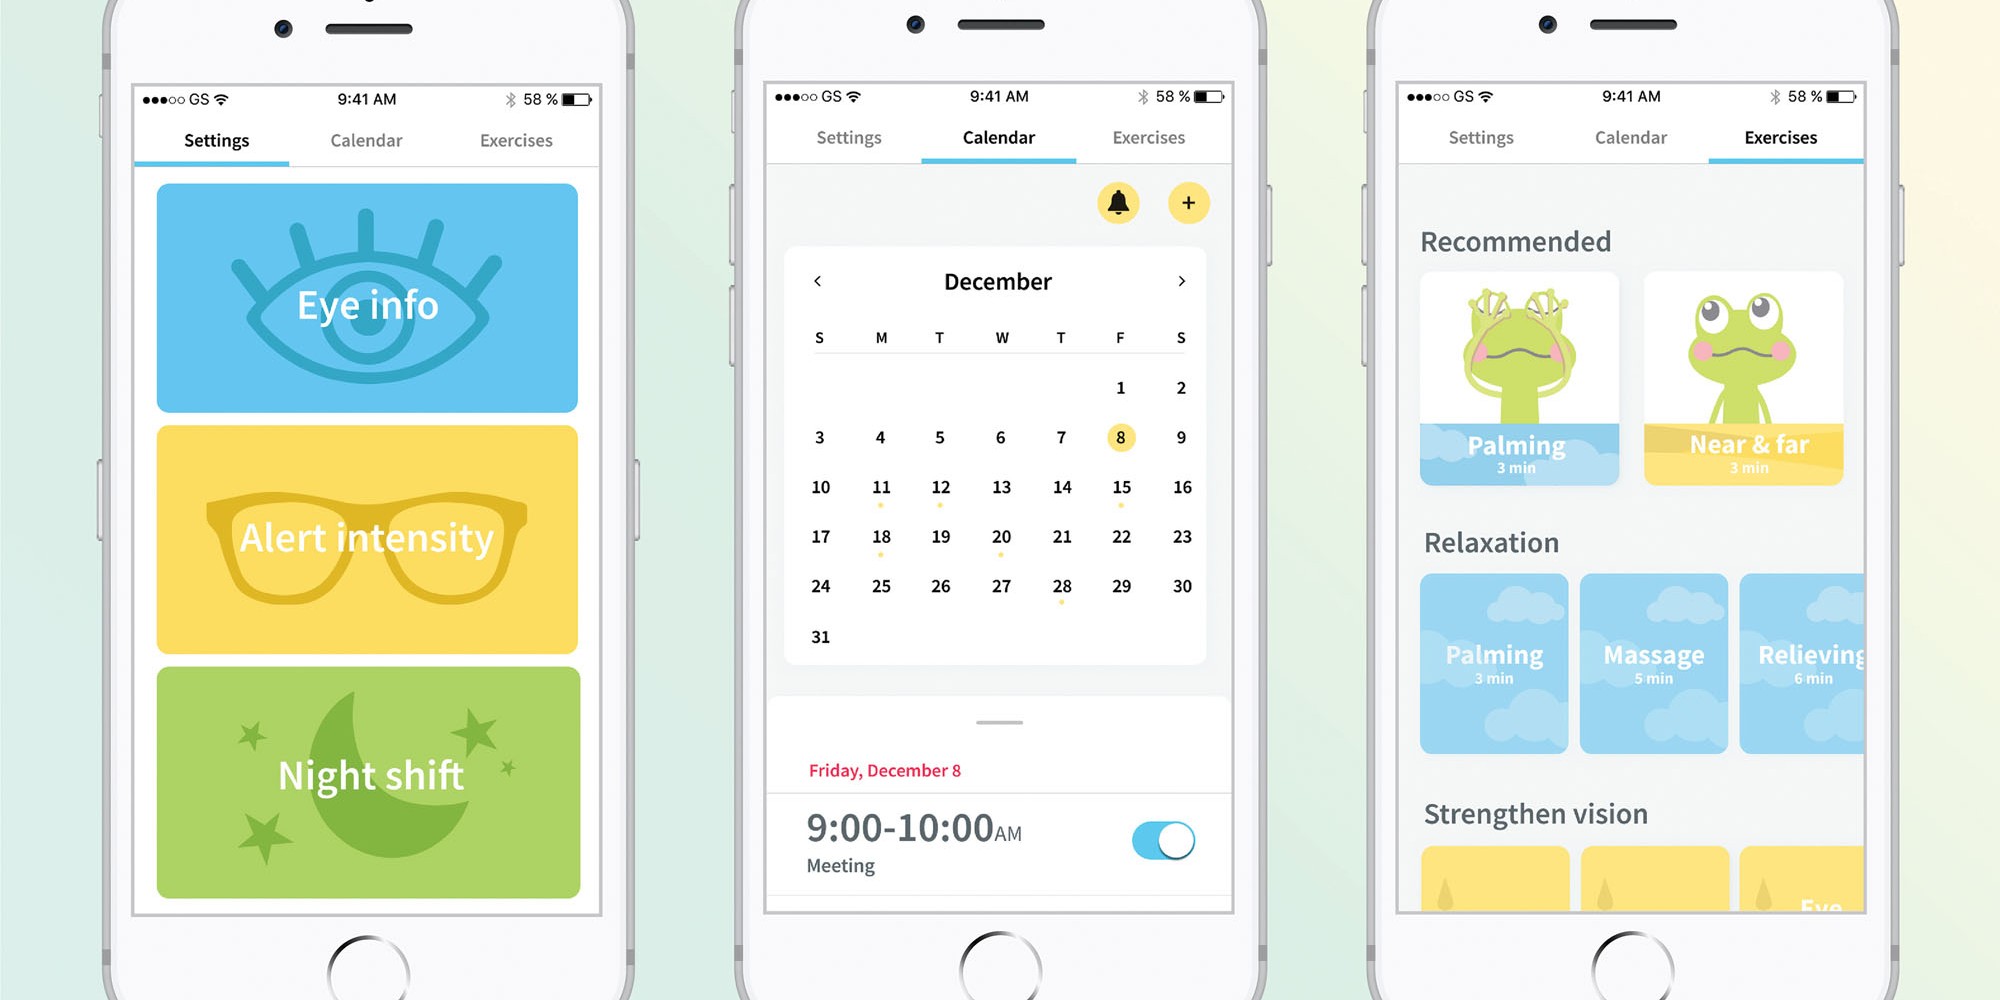 GS 9:41 AM 58 %
Settings Calendar Exercises
Eye info
Alert intensity
Night shift
GS 9:41 AM 58 %
Settings Calendar Exercises
+
December
S M T W T F S
1 2
3 4 5 6 7 8 9
10 11 12 13 14 15 16
17 18 19 20 21 22 23
24 25 26 27 28 29 30
31
Friday, December 8
9:00-10:00AM
Meeting
GS 9:41 AM 58 %
Settings Calendar Exercises
Recommended
Palming
3 min
Near & far
3 min
Relaxation
Palming
3 min
Massage
5 min
Relieving
6 min
Strengthen vision
Eye